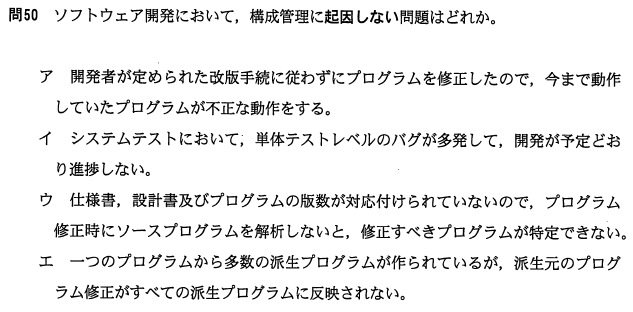 問50 ソフトウェア開発において，構成管理に起因しない問題はどれか。
ア 開発者が定められた改版手続に従わずにプログラムを修正したので，今まで動作
していたプログラムが不正な動作をする。
イ システムテストにおいて，単体テストレベルのバグが多発して，開発が予定どお
り進捗しない。
ウ 仕様書，設計書及びプログラムの版数が対応付けられていないので，プログラム
修正時にソースプログラムを解析しないと，修正すべきプログラムが特定できない。
エ 一つのプログラムから多数の派生プログラムが作られているが，派生元のプログ
ラム修正がすべての派生プログラムに反映されない。